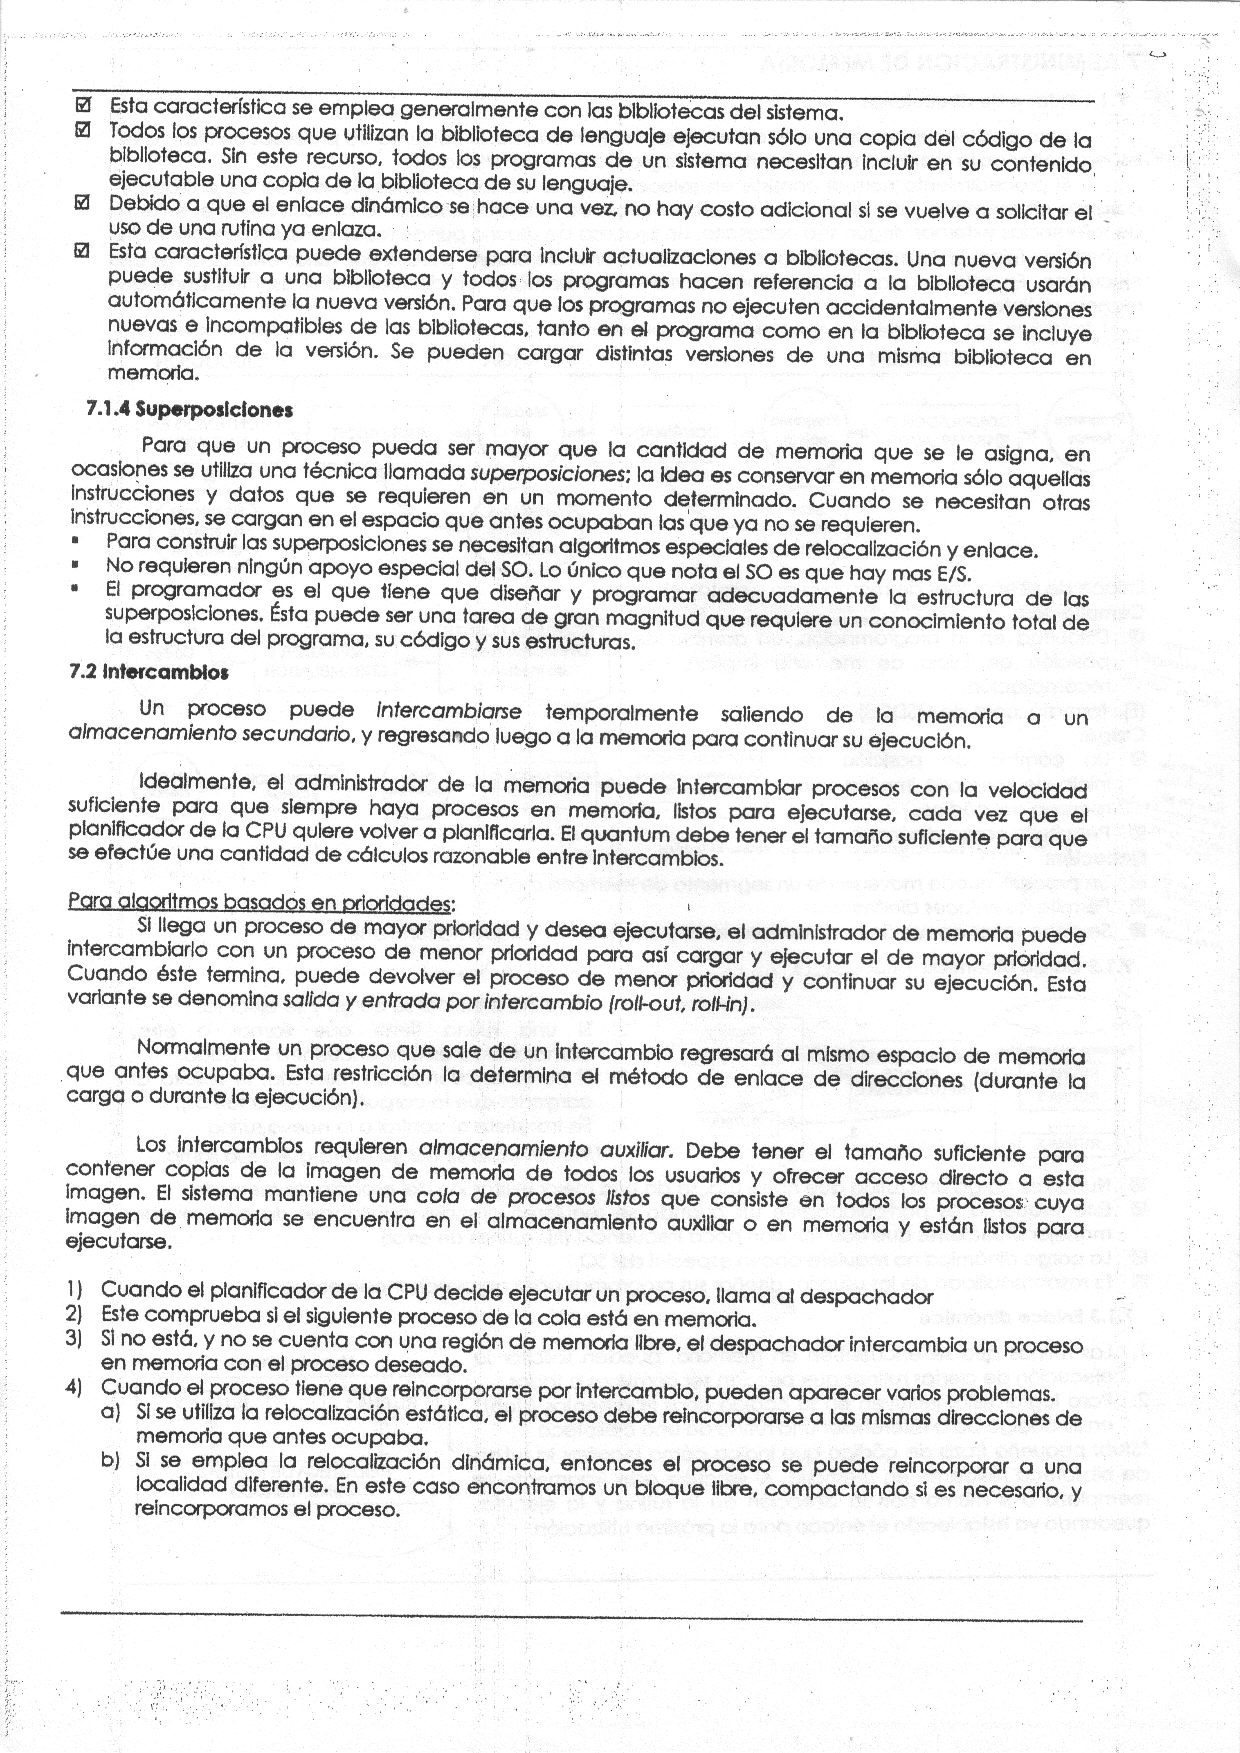 ☑ Esta característica se emplea generalmente con las bibliotecas del sistema.
☑ Todos los procesos que utilizan la biblioteca de lenguaje ejecutan sólo una copia del código de la
biblioteca. Sin este recurso, todos los programas de un sistema necesitan incluir en su contenido
ejecutable una copia de la biblioteca de su lenguaje.
☑ Debido a que el enlace dinámico se hace una vez, no hay costo adicional si se vuelve a solicitar el
uso de una rutina ya enlaza.
☑ Esta característica puede extenderse para incluir actualizaciones a bibliotecas. Una nueva versión
puede sustituir a una biblioteca y todos los programas hacen referencia a la biblioteca usarán
automáticamente la nueva versión. Para que los programas no ejecuten accidentalmente versiones
nuevas e incompatibles de las bibliotecas, tanto en el programa como en la biblioteca se incluye
información de la versión. Se pueden cargar distintas versiones de una misma biblioteca en
memoria.
7.1.4 Superposiciones
Para que un proceso pueda ser mayor que la cantidad de memoria que se le asigna, en
ocasiones se utiliza una técnica llamada superposiciones; la idea es conservar en memoria sólo aquellas
instrucciones y datos que se requieren en un momento determinado. Cuando se necesitan otras
instrucciones, se cargan en el espacio que antes ocupaban las que ya no se requieren.
▪ Para construir las superposiciones se necesitan algoritmos especiales de relocalización y enlace.
▪ No requieren ningún apoyo especial del SO. Lo único que nota el SO es que hay mas E/S.
▪ El programador es el que tiene que diseñar y programar adecuadamente la estructura de las
superposiciones. Ésta puede ser una tarea de gran magnitud que requiere un conocimiento total de
la estructura del programa, su código y sus estructuras.
7.2 Intercambios
Un proceso puede intercambiarse temporalmente saliendo de la memoria a un
almacenamiento secundario, y regresando luego a la memoria para continuar su ejecución.
Idealmente, el administrador de la memoria puede intercambiar procesos con la velocidad
suficiente para que siempre haya procesos en memoria, listos para ejecutarse, cada vez que el
planificador de la CPU quiere volver a planificarla. El quantum debe tener el tamaño suficiente para que
se efectúe una cantidad de cálculos razonable entre intercambios.
Para algoritmos basados en prioridades:
Si llega un proceso de mayor prioridad y desea ejecutarse, el administrador de memoria puede
intercambiarlo con un proceso de menor prioridad para así cargar y ejecutar el de mayor prioridad.
Cuando éste termina, puede devolver el proceso de menor prioridad y continuar su ejecución. Esta
variante se denomina salida y entrada por intercambio (roll-out, roll-in).
Normalmente un proceso que sale de un intercambio regresará al mismo espacio de memoria
que antes ocupaba. Esta restricción la determina el método de enlace de direcciones (durante la
carga o durante la ejecución).
Los intercambios requieren almacenamiento auxiliar. Debe tener el tamaño suficiente para
contener copias de la imagen de memoria de todos los usuarios y ofrecer acceso directo a esta
imagen. El sistema mantiene una cola de procesos listos que consiste en todos los procesos cuya
imagen de memoria se encuentra en el almacenamiento auxiliar o en memoria y están listos para
ejecutarse.
1) Cuando el planificador de la CPU decide ejecutar un proceso, llama al despachador
2) Este comprueba si el siguiente proceso de la cola está en memoria.
3) Si no está, y no se cuenta con una región de memoria libre, el despachador intercambia un proceso
en memoria con el proceso deseado.
4) Cuando el proceso tiene que reincorporarse por intercambio, pueden aparecer varios problemas.
a) Si se utiliza la relocalización estática, el proceso debe reincorporarse a las mismas direcciones de
memoria que antes ocupaba.
b) Si se emplea la relocalización dinámica, entonces el proceso se puede reincorporar a una
localidad diferente. En este caso encontramos un bloque libre, compactando si es necesario, y
reincorporamos el proceso.